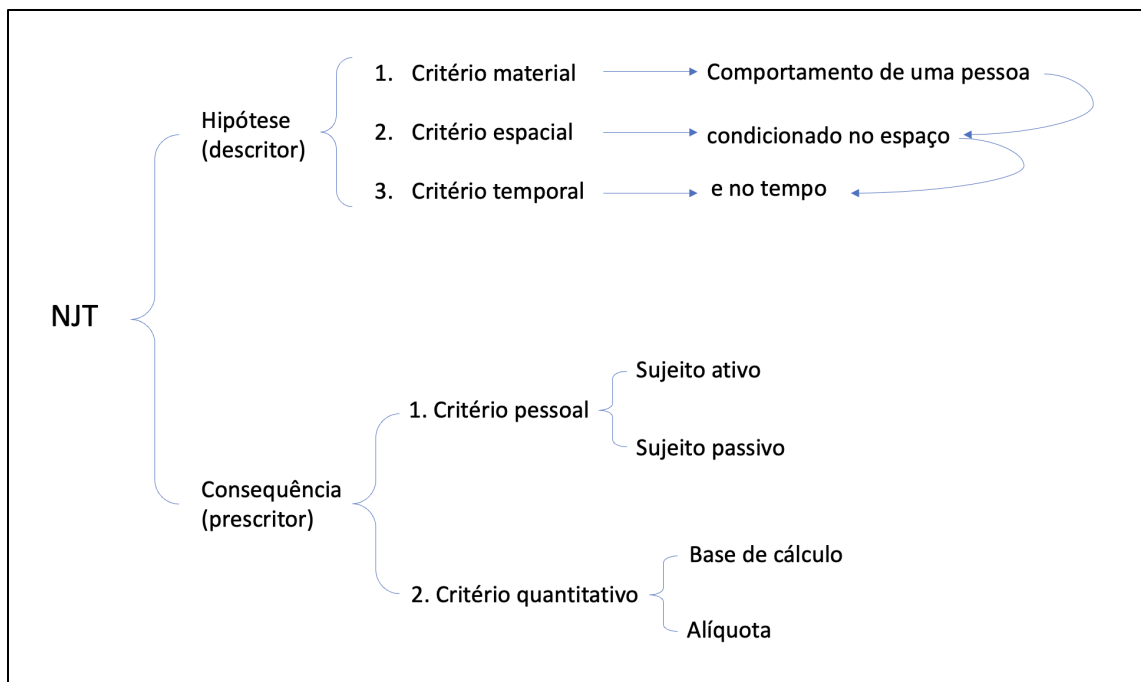 NJT
Hipótese
(descritor)
1. Critério material
Comportamento de uma pessoa
2. Critério espacial
condicionado no espaço
3. Critério temporal
e no tempo
Consequência
(prescritor)
1. Critério pessoal
Sujeito ativo
Sujeito passivo
2. Critério quantitativo
Base de cálculo
Alíquota